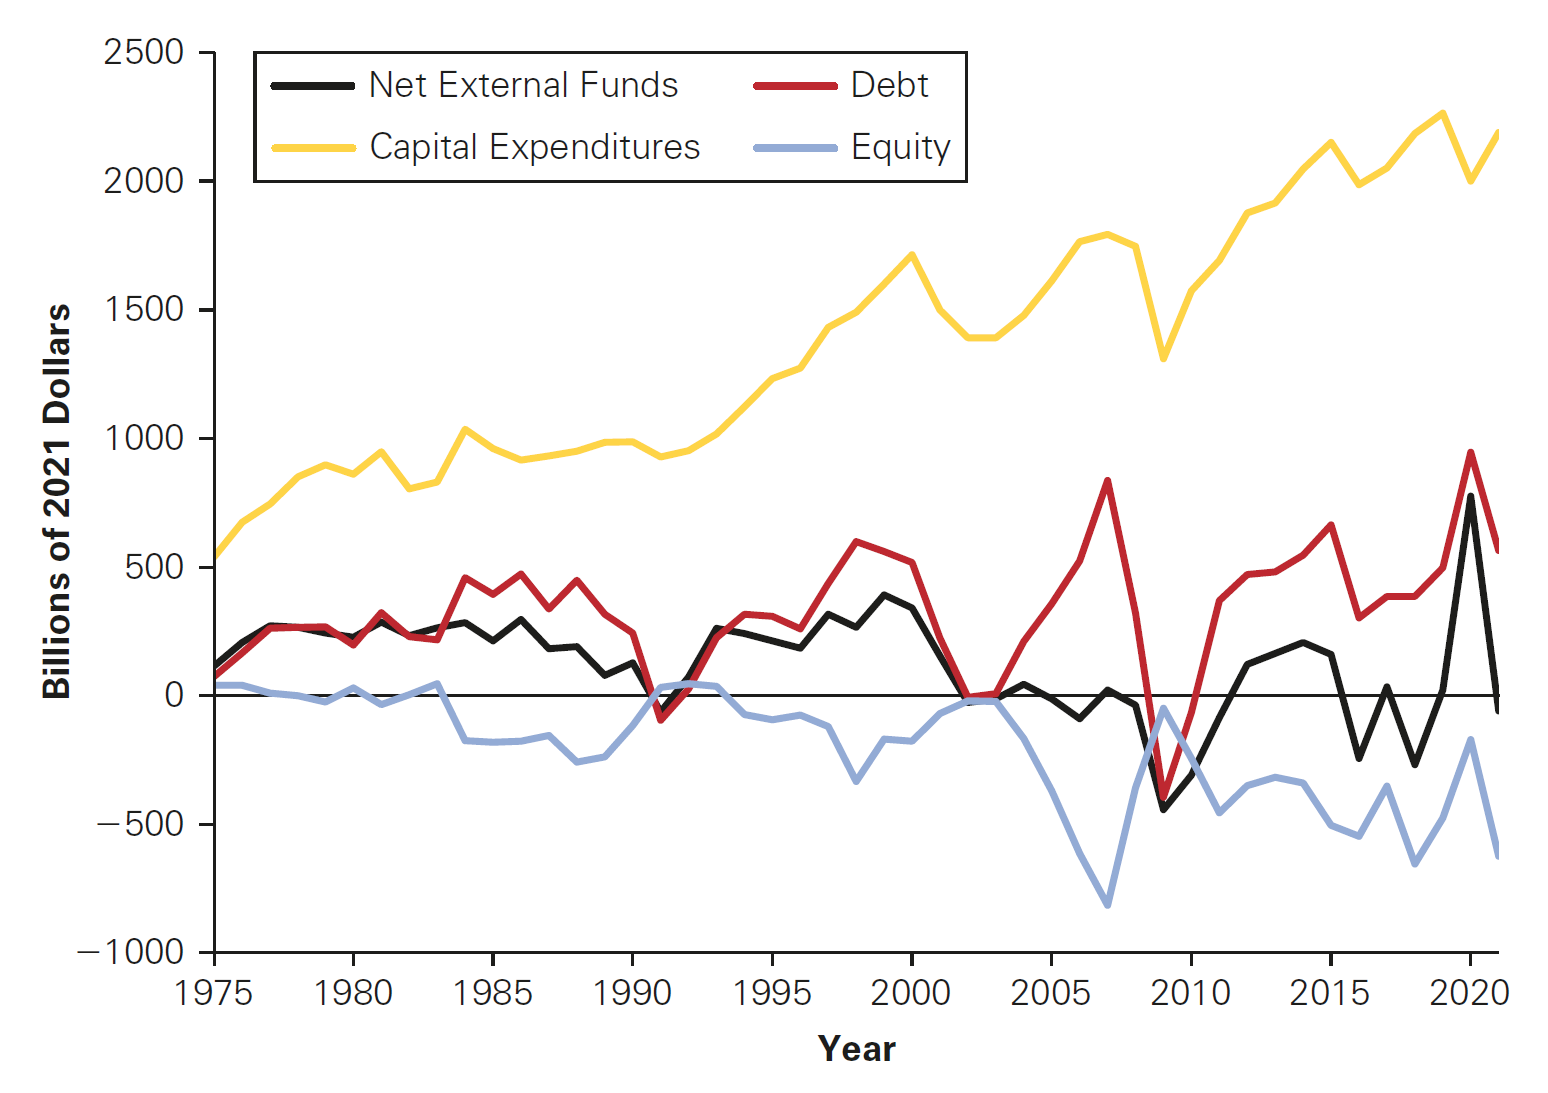 2500
2000
1500
1000
500
0
−500
−1000
Billions of 2021 Dollars
Net External Funds
Debt
Capital Expenditures
Equity
1975 1980 1985 1990 1995 2000 2005 2010 2015 2020
Year